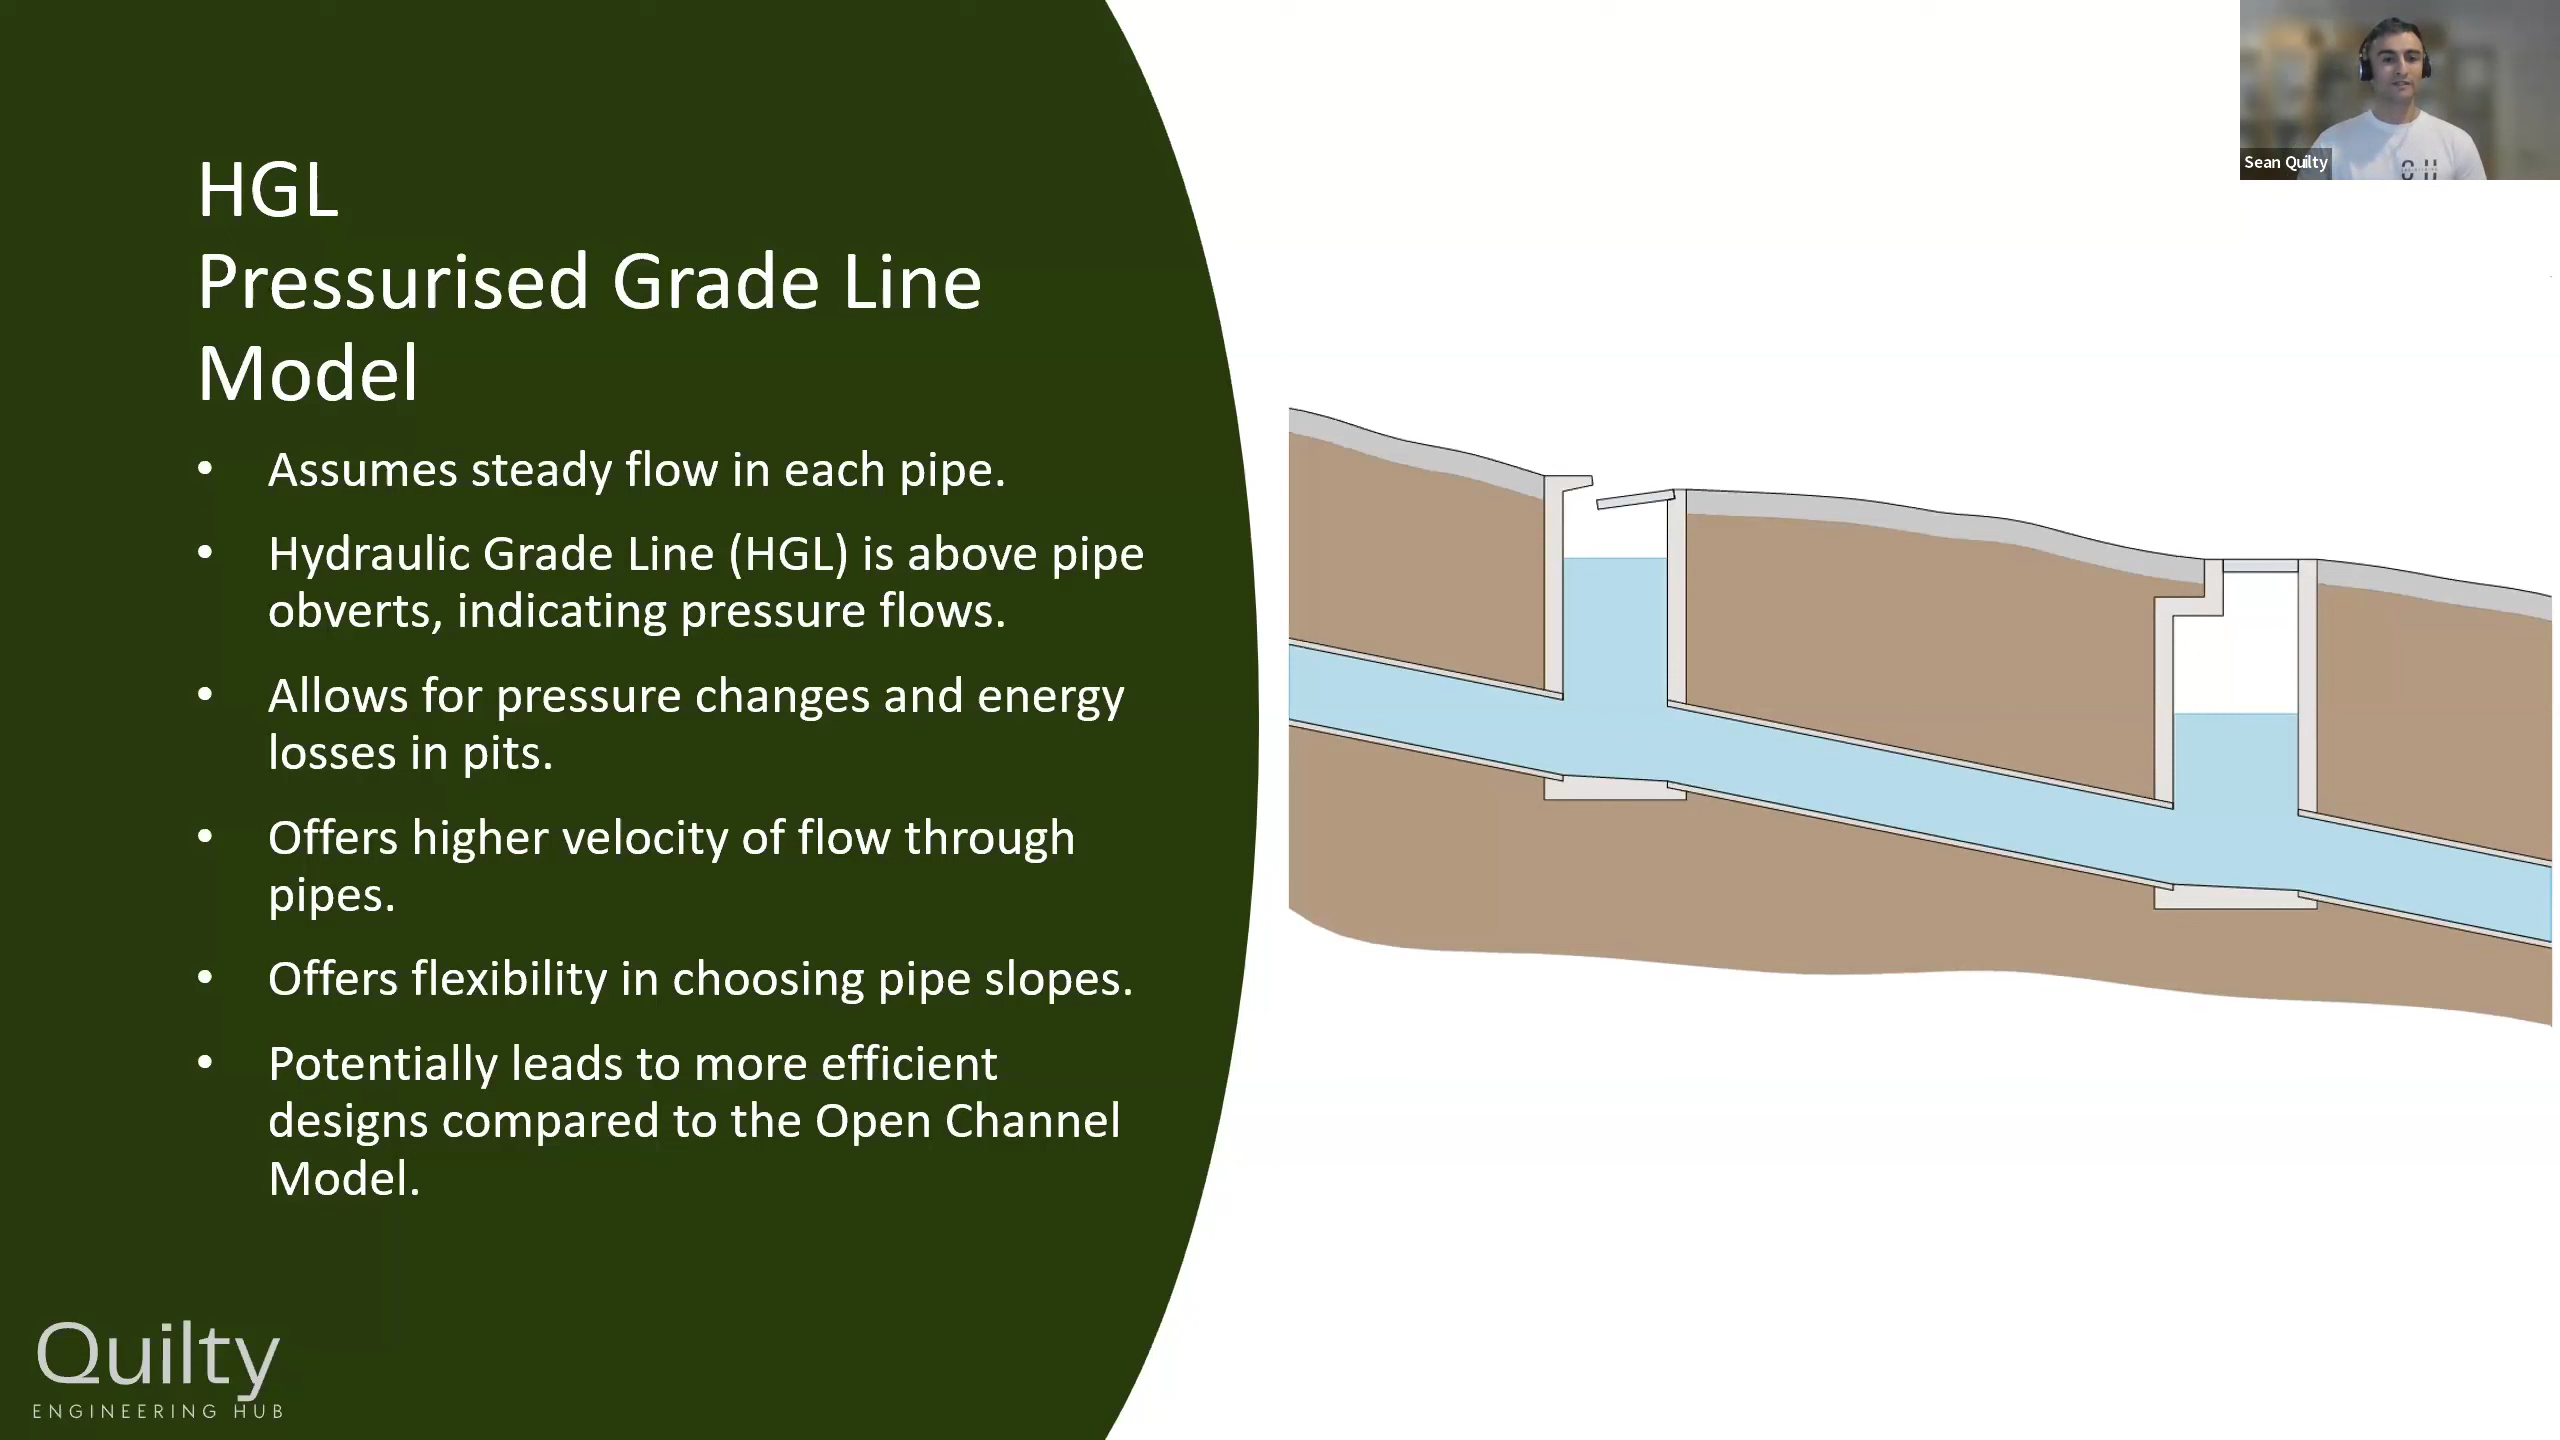 HGL
Pressurised Grade Line
Model
• Assumes steady flow in each pipe.
• Hydraulic Grade Line (HGL) is above pipe
obverts, indicating pressure flows.
• Allows for pressure changes and energy
losses in pits.
• Offers higher velocity of flow through
pipes.
• Offers flexibility in choosing pipe slopes.
• Potentially leads to more efficient
designs compared to the Open Channel
Model.
Quilty
ENGINEERING HUB
Sean Quilty